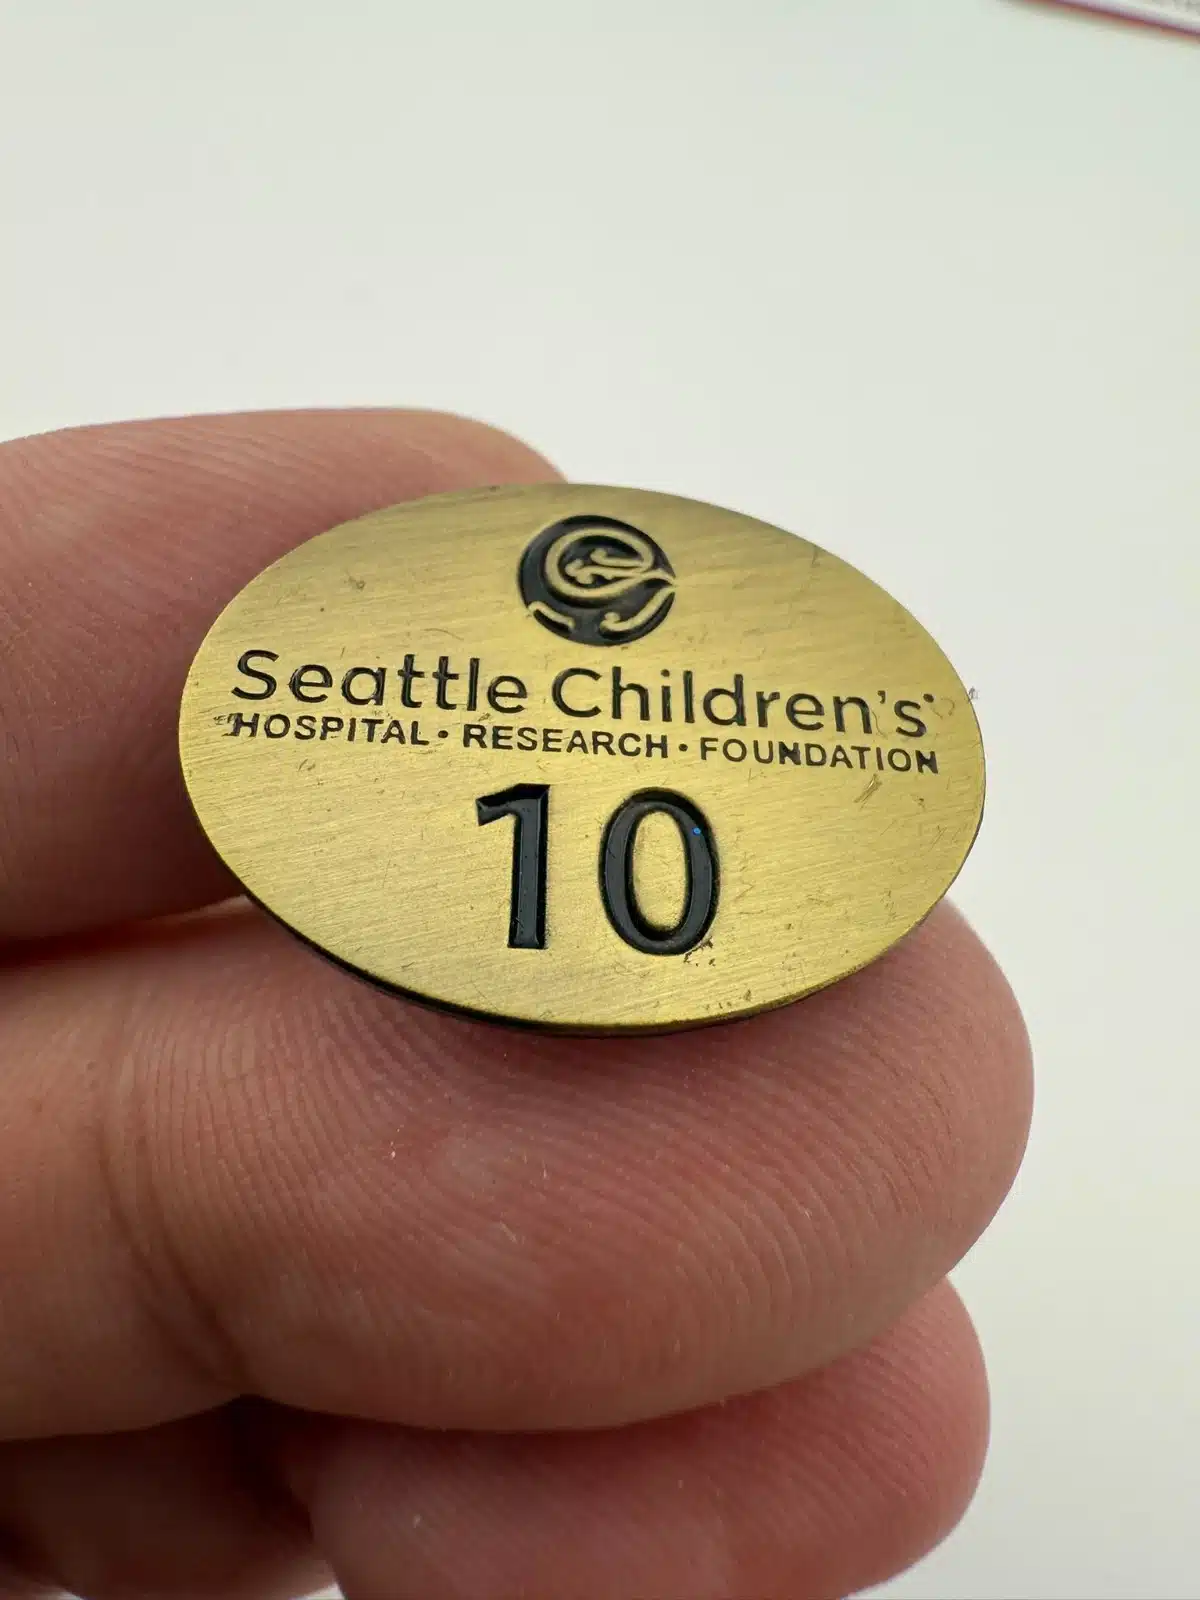 Seattle Children's
HOSPITAL • RESEARCH • FOUNDATION
10